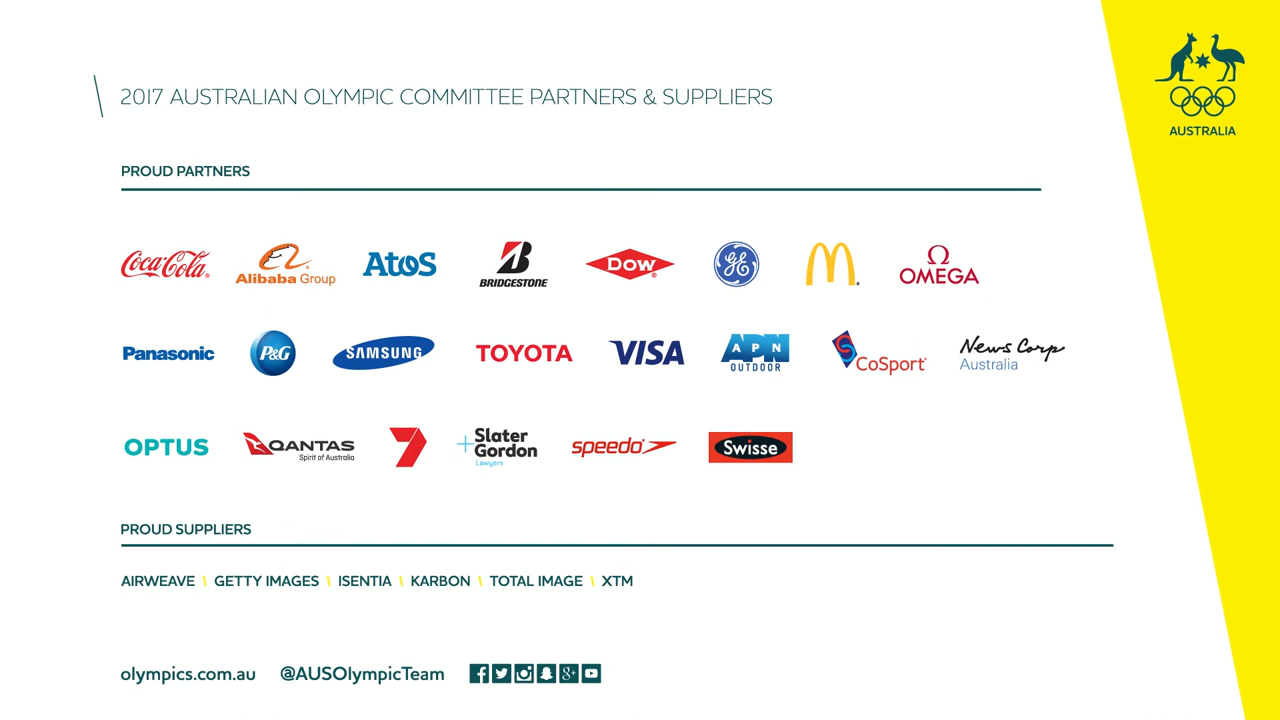 AUSTRALIA
2017 AUSTRALIAN OLYMPIC COMMITTEE PARTNERS & SUPPLIERS
PROUD PARTNERS
Coca-Cola Alibaba Group AtoS BRIDGESTONE DOW GE M OMEGA
Panasonic P&G SAMSUNG TOYOTA VISA APN OUTDOOR CoSport News Corp Australia
OPTUS QANTAS Spirit of Australia 7 Slater Gordon Lawyers speedo Swisse
PROUD SUPPLIERS
AIRWEAVE \ GETTY IMAGES \ ISENTIA \ KARBON \ TOTAL IMAGE \ XTM
olympics.com.au @AUSOlympicTeam